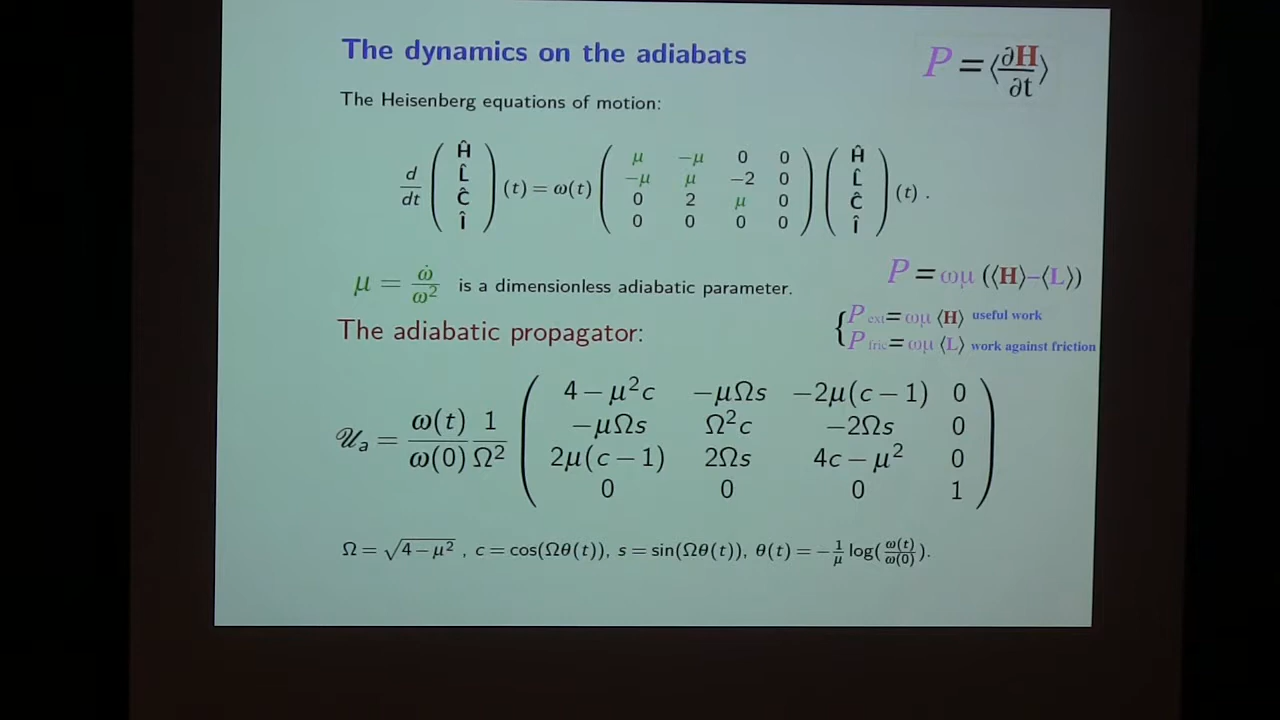 The dynamics on the adiabats
P = ⟨∂H/∂t⟩
The Heisenberg equations of motion:
d/dt ( Ĥ L̂ Ĉ Î ) (t) = ω(t) ( μ −μ 0 0
−μ μ −2 0
0 2 μ 0
0 0 0 0 ) ( Ĥ L̂ Ĉ Î ) (t) .
μ = ω̇/ω² is a dimensionless adiabatic parameter.
P = ωμ (⟨H⟩−⟨L⟩)
{ P ext = ωμ ⟨H⟩ useful work
P fric = ωμ ⟨L⟩ work against friction
The adiabatic propagator:
𝒰a = ω(t)/ω(0) 1/Ω² ( 4 − μ²c −μΩs −2μ(c − 1) 0
−μΩs Ω²c −2Ωs 0
2μ(c − 1) 2Ωs 4c − μ² 0
0 0 0 1 )
Ω = √(4 − μ²) , c = cos(Ωθ(t)), s = sin(Ωθ(t)), θ(t) = −1/μ log(ω(t)/ω(0)).